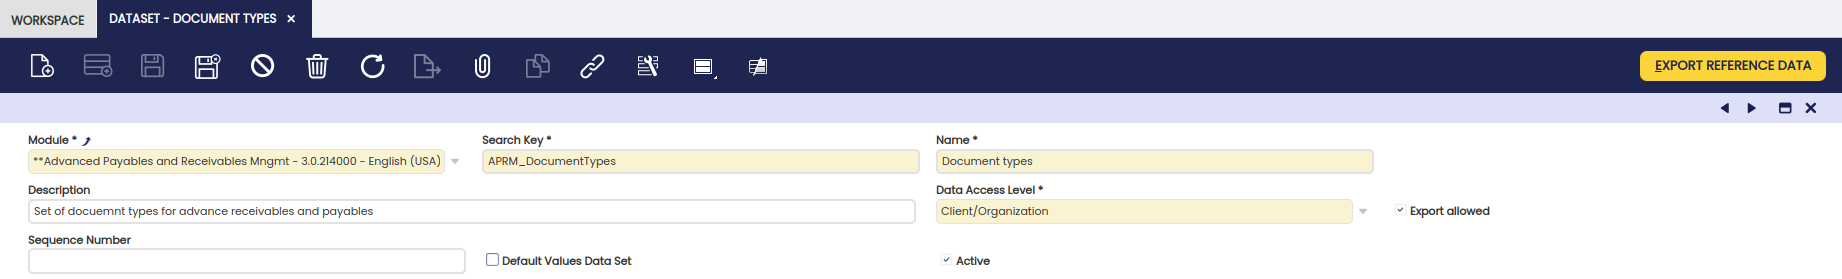 WORKSPACE
DATASET - DOCUMENT TYPES ×
EXPORT REFERENCE DATA
Module *
Search Key *
Name *
**Advanced Payables and Receivables Mngmt - 3.0.214000 - English (USA)
APRM_DocumentTypes
Document types
Description
Data Access Level *
Set of docuemnt types for advance receivables and payables
Client/Organization
Export allowed
Sequence Number
Default Values Data Set
Active